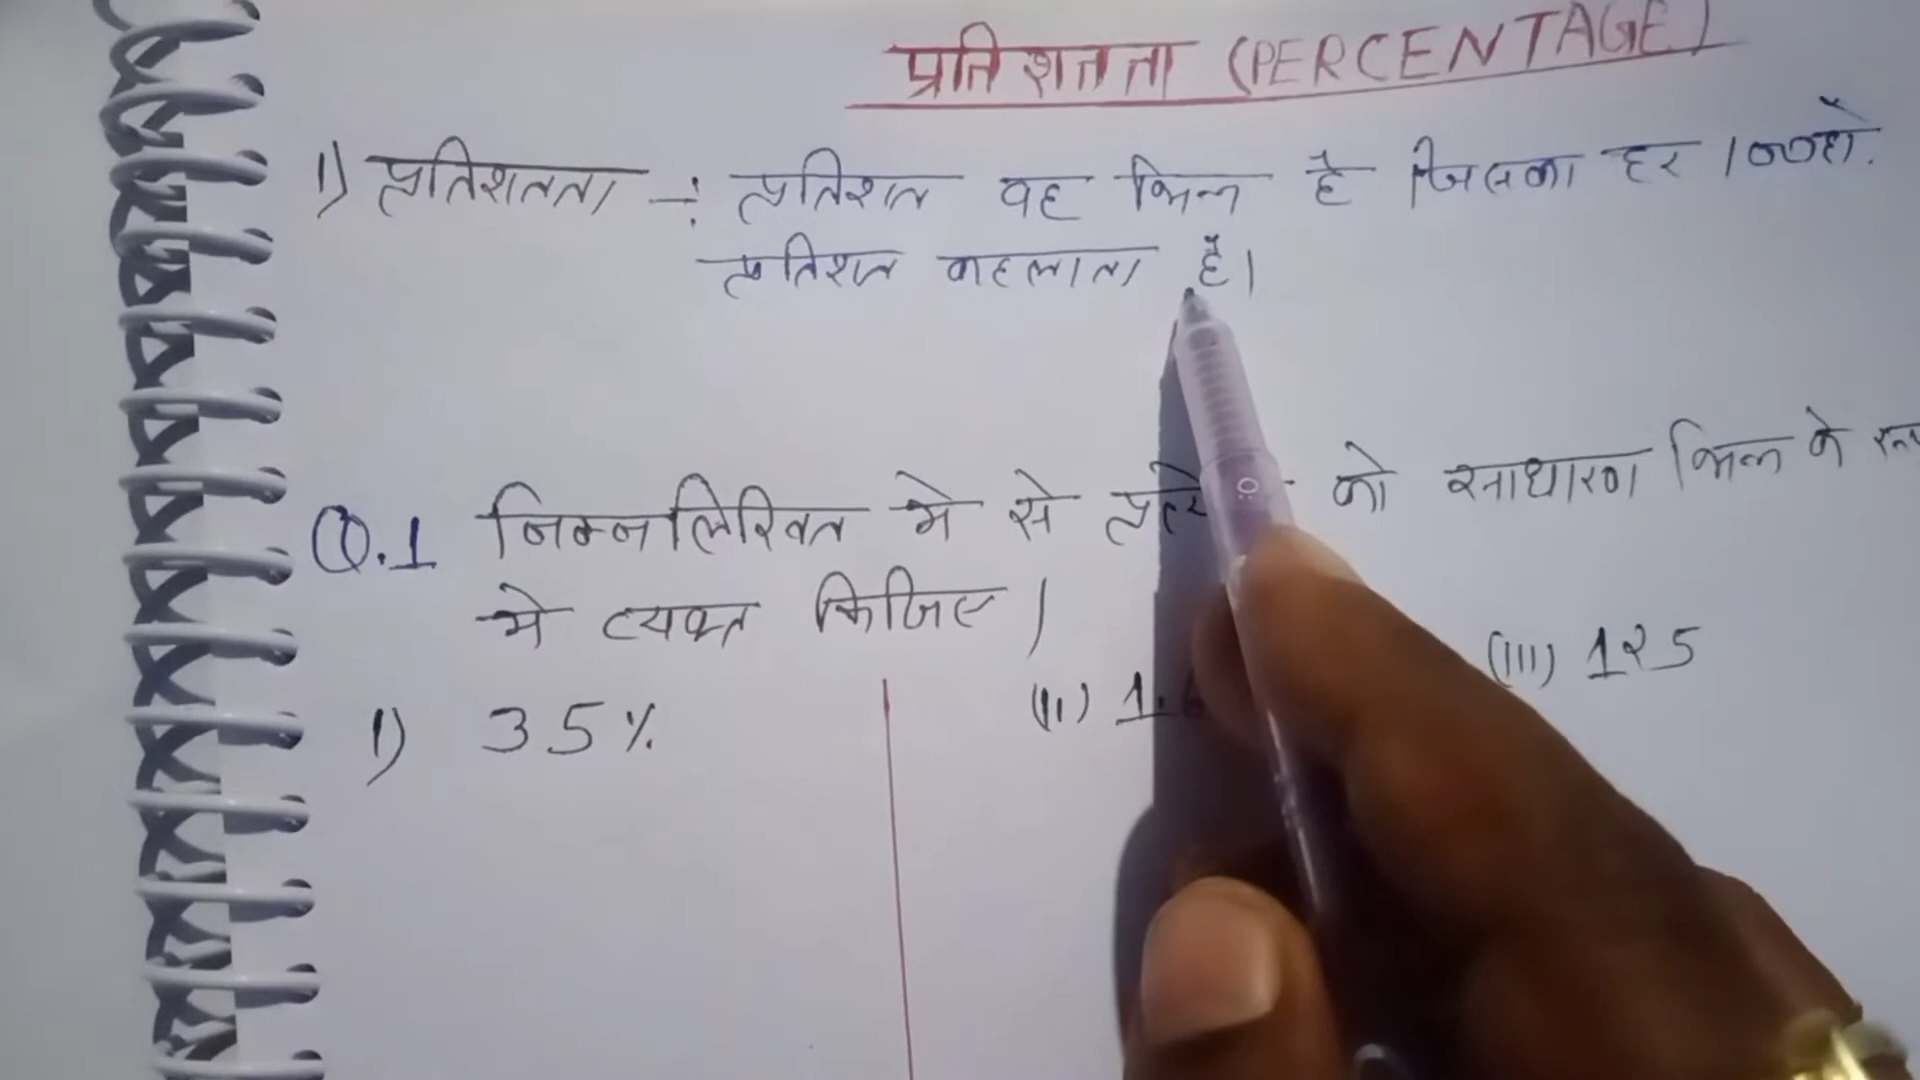 प्रतिशतता (PERCENTAGE)
1) प्रतिशतता -: प्रतिशत वह भिन्न है जिसका हर 100 हो.
प्रतिशत कहलाता है।
Q.1 निम्नलिखित मे से को साधारण भिन्न के
मे व्यक्त किजिए।
1) 35% (ii) (iii) 125